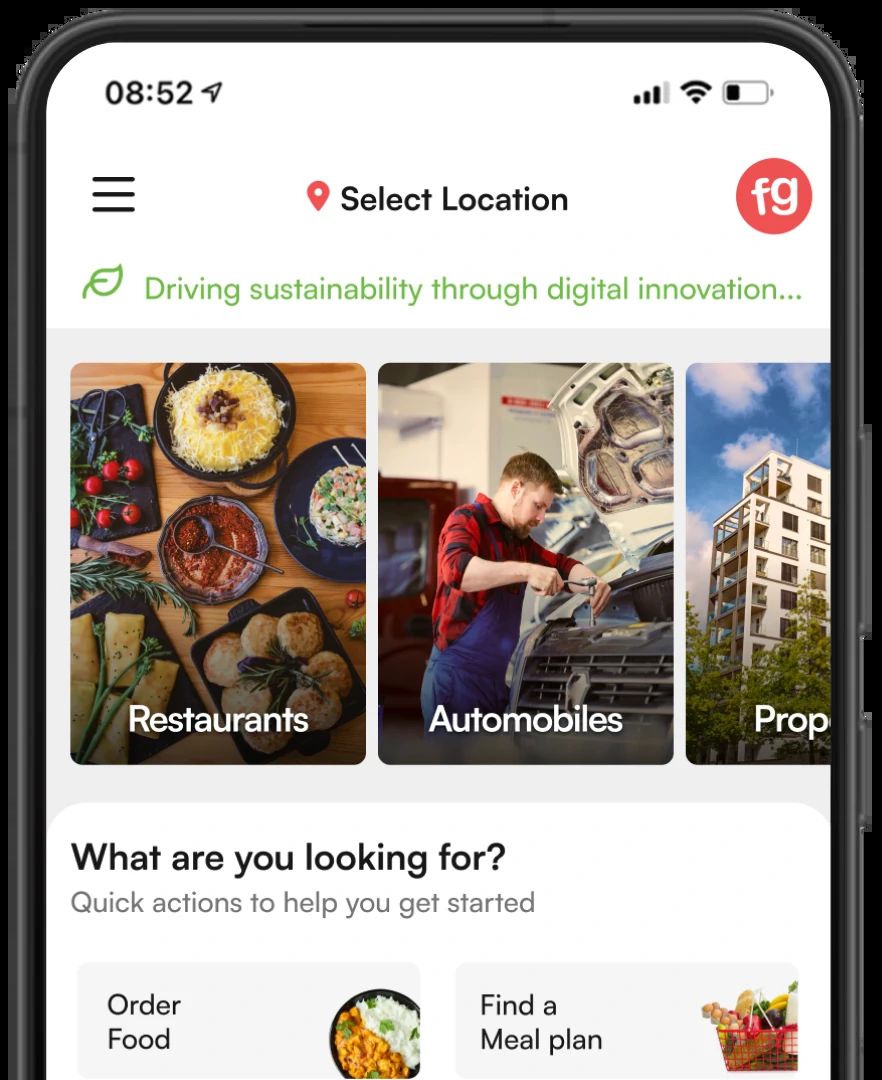 08:52
Select Location
fg
Driving sustainability through digital innovation...
Restaurants
Automobiles
Prop
What are you looking for?
Quick actions to help you get started
Order
Food
Find a
Meal plan